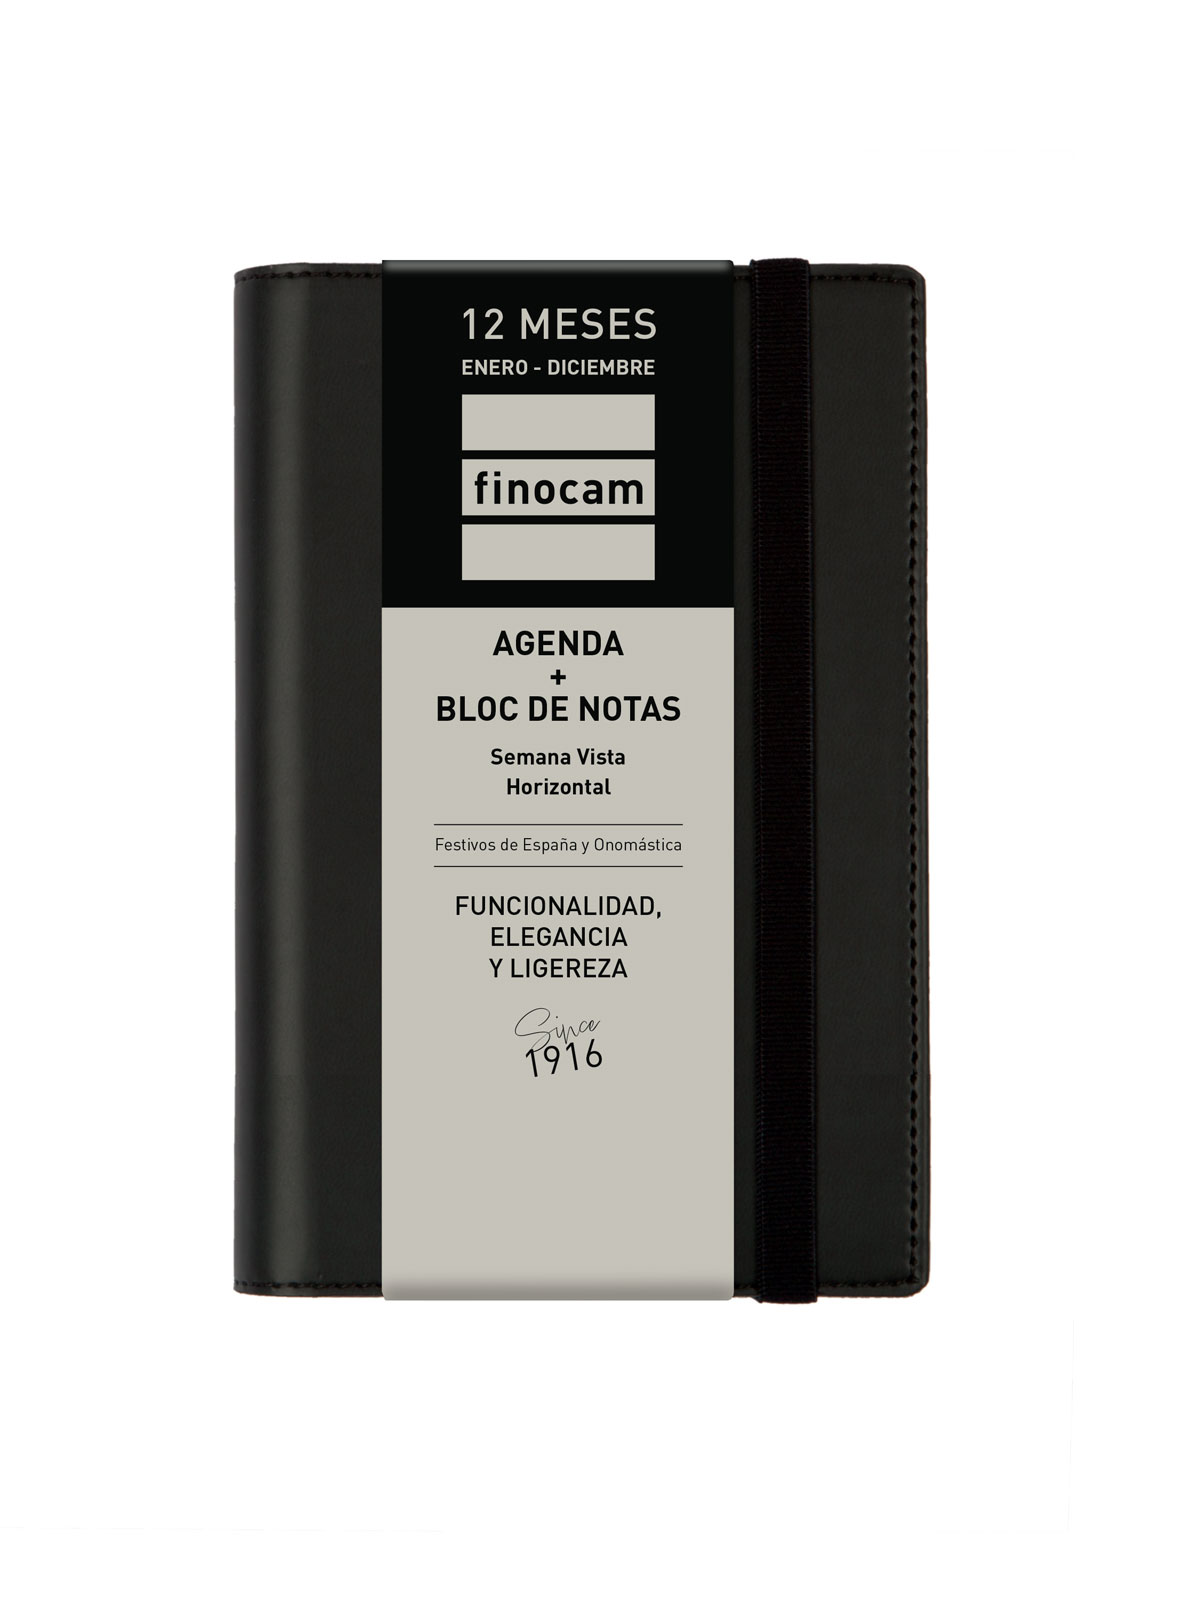 12 MESES
ENERO - DICIEMBRE
finocam
AGENDA
+
BLOC DE NOTAS
Semana Vista
Horizontal
Festivos de España y Onomástica
FUNCIONALIDAD,
ELEGANCIA
Y LIGEREZA
Since
1916